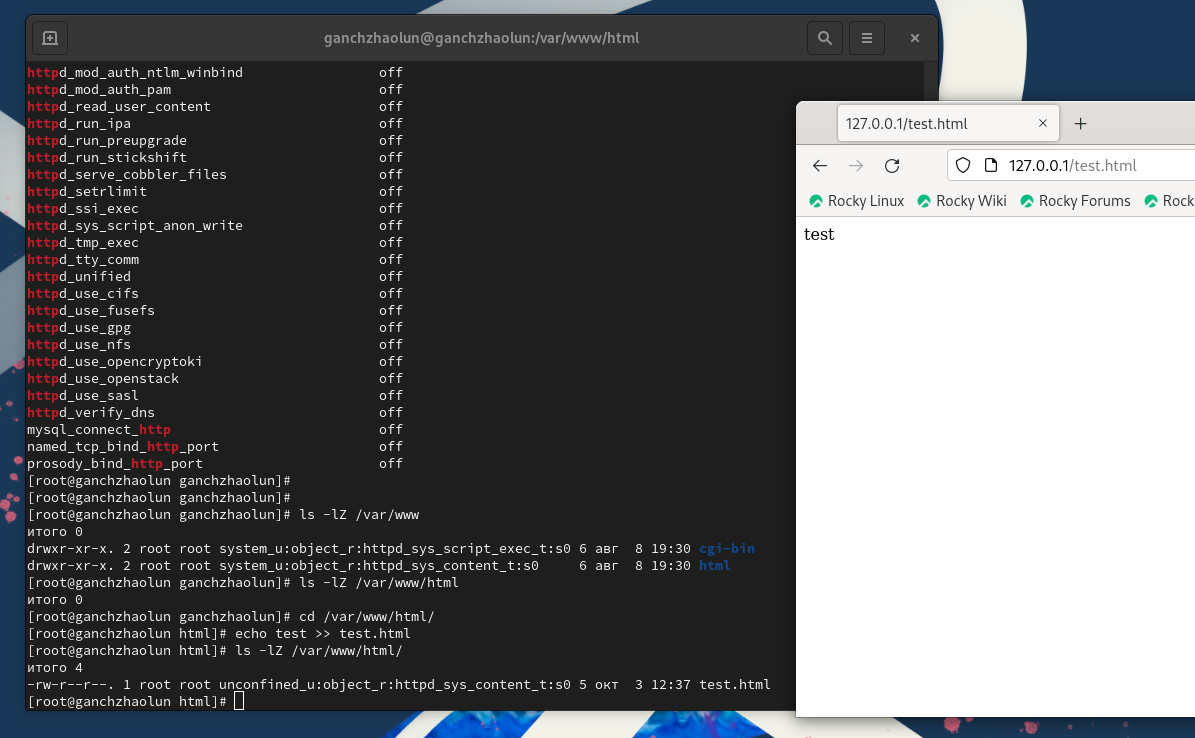 ganchzhaolun@ganchzhaolun:/var/www/html
httpd_mod_auth_ntlm_winbind off
httpd_mod_auth_pam off
httpd_read_user_content off
httpd_run_ipa off
httpd_run_preupgrade off
httpd_run_stickshift off
httpd_serve_cobbler_files off
httpd_setrlimit off
httpd_ssi_exec off
httpd_sys_script_anon_write off
httpd_tmp_exec off
httpd_tty_comm off
httpd_unified off
httpd_use_cifs off
httpd_use_fusefs off
httpd_use_gpg off
httpd_use_nfs off
httpd_use_opencryptoki off
httpd_use_openstack off
httpd_use_sasl off
httpd_verify_dns off
mysql_connect_http off
named_tcp_bind_http_port off
prosody_bind_http_port off
[root@ganchzhaolun ganchzhaolun]#
[root@ganchzhaolun ganchzhaolun]#
[root@ganchzhaolun ganchzhaolun]# ls -lZ /var/www
итого 0
drwxr-xr-x. 2 root root system_u:object_r:httpd_sys_script_exec_t:s0 6 авг  8 19:30 cgi-bin
drwxr-xr-x. 2 root root system_u:object_r:httpd_sys_content_t:s0     6 авг  8 19:30 html
[root@ganchzhaolun ganchzhaolun]# ls -lZ /var/www/html
итого 0
[root@ganchzhaolun ganchzhaolun]# cd /var/www/html/
[root@ganchzhaolun html]# echo test >> test.html
[root@ganchzhaolun html]# ls -lZ /var/www/html/
итого 4
-rw-r--r--. 1 root root unconfined_u:object_r:httpd_sys_content_t:s0 5 окт  3 12:37 test.html
[root@ganchzhaolun html]#
127.0.0.1/test.html
127.0.0.1/test.html
Rocky Linux Rocky Wiki Rocky Forums Rock
test